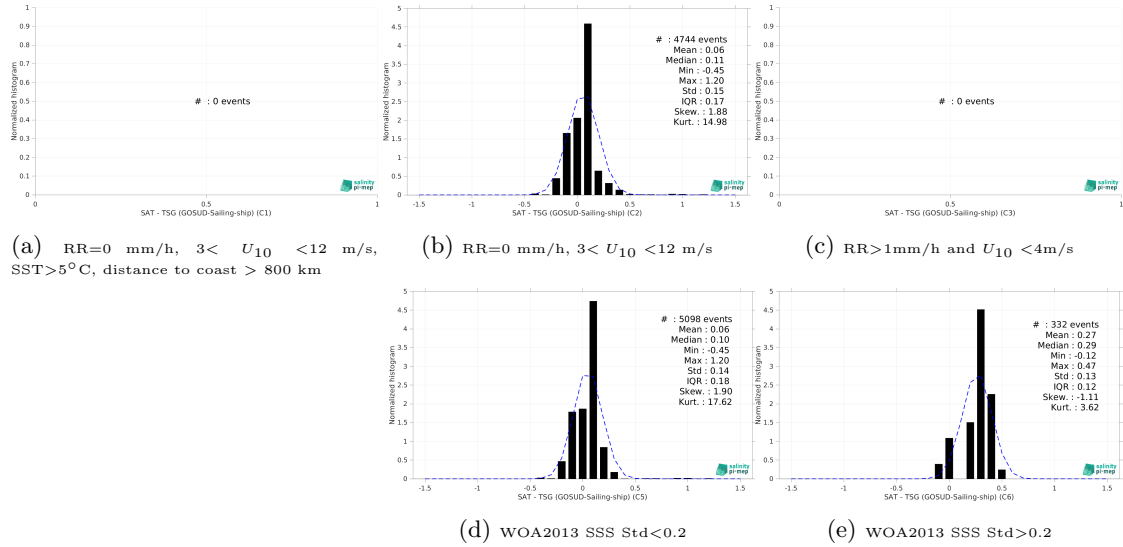 Normalized histogram
1
0.9
0.8
0.7
0.6
0.5
0.4
0.3
0.2
0.1
0
# : 0 events
salinity
pi-mep
0 0.5 1
SAT - TSG (GOSUD-Sailing-ship) (C1)
(a) RR=0 mm/h, 3< U10 <12 m/s,
SST>5°C, distance to coast > 800 km
Normalized histogram
5
4.5
4
3.5
3
2.5
2
1.5
1
0.5
0
# : 4744 events
Mean : 0.06
Median : 0.11
Min : -0.45
Max : 1.20
Std : 0.15
IQR : 0.17
Skew. : 1.88
Kurt. : 14.98
salinity
pi-mep
-1.5 -1 -0.5 0 0.5 1 1.5
SAT - TSG (GOSUD-Sailing-ship) (C2)
(b) RR=0 mm/h, 3< U10 <12 m/s
Normalized histogram
1
0.9
0.8
0.7
0.6
0.5
0.4
0.3
0.2
0.1
0
# : 0 events
salinity
pi-mep
0 0.5 1
SAT - TSG (GOSUD-Sailing-ship) (C3)
(c) RR>1mm/h and U10 <4m/s
Normalized histogram
5
4.5
4
3.5
3
2.5
2
1.5
1
0.5
0
# : 5098 events
Mean : 0.06
Median : 0.10
Min : -0.45
Max : 1.20
Std : 0.14
IQR : 0.18
Skew. : 1.90
Kurt. : 17.62
salinity
pi-mep
-1.5 -1 -0.5 0 0.5 1 1.5
SAT - TSG (GOSUD-Sailing-ship) (C5)
(d) WOA2013 SSS Std<0.2
Normalized histogram
5
4.5
4
3.5
3
2.5
2
1.5
1
0.5
0
# : 332 events
Mean : 0.27
Median : 0.29
Min : -0.12
Max : 0.47
Std : 0.13
IQR : 0.12
Skew. : -1.11
Kurt. : 3.62
salinity
pi-mep
-1.5 -1 -0.5 0 0.5 1 1.5
SAT - TSG (GOSUD-Sailing-ship) (C6)
(e) WOA2013 SSS Std>0.2